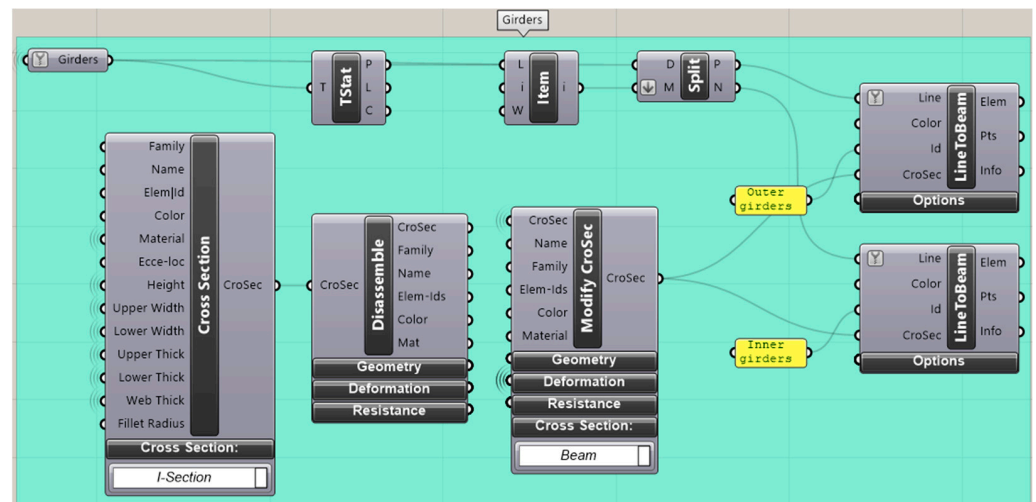 Girders
Girders
T
TStat
P
L
C
L
i
W
Item
i
D
M
Split
P
N
Line
Color
Id
CroSec
LineToBeam
Elem
Pts
Info
Options
Family
Name
Elem|Id
Color
Material
Ecce-loc
Height
Upper Width
Lower Width
Upper Thick
Lower Thick
Web Thick
Fillet Radius
Cross Section
CroSec
Cross Section:
I-Section
CroSec
Disassemble
CroSec
Family
Name
Elem-Ids
Color
Mat
Geometry
Deformation
Resistance
CroSec
Name
Family
Elem-Ids
Color
Material
Modify CroSec
CroSec
Geometry
Deformation
Resistance
Cross Section:
Beam
Outer
girders
Inner
girders
Line
Color
Id
CroSec
LineToBeam
Elem
Pts
Info
Options